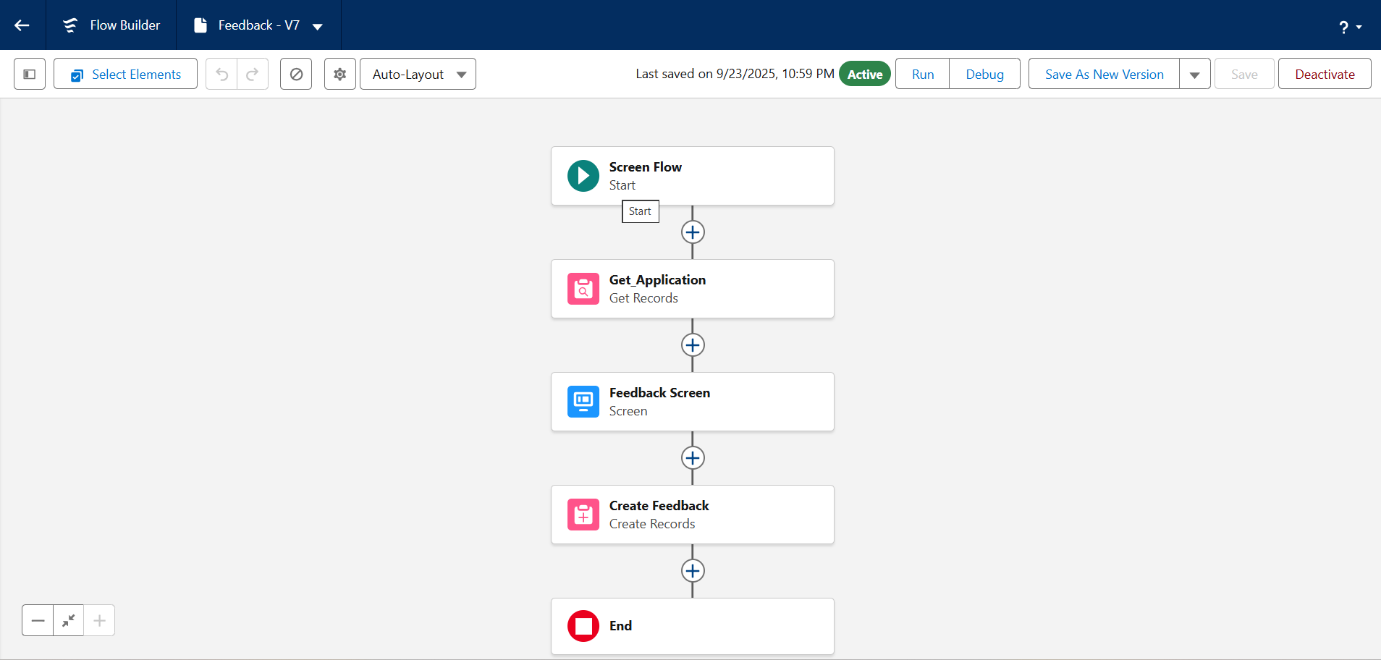 Flow Builder
Feedback - V7
?
Select Elements
Auto-Layout
Last saved on 9/23/2025, 10:59 PM
Active
Run
Debug
Save As New Version
Save
Deactivate
Screen Flow
Start
Start
Get_Application
Get Records
Feedback Screen
Screen
Create Feedback
Create Records
End